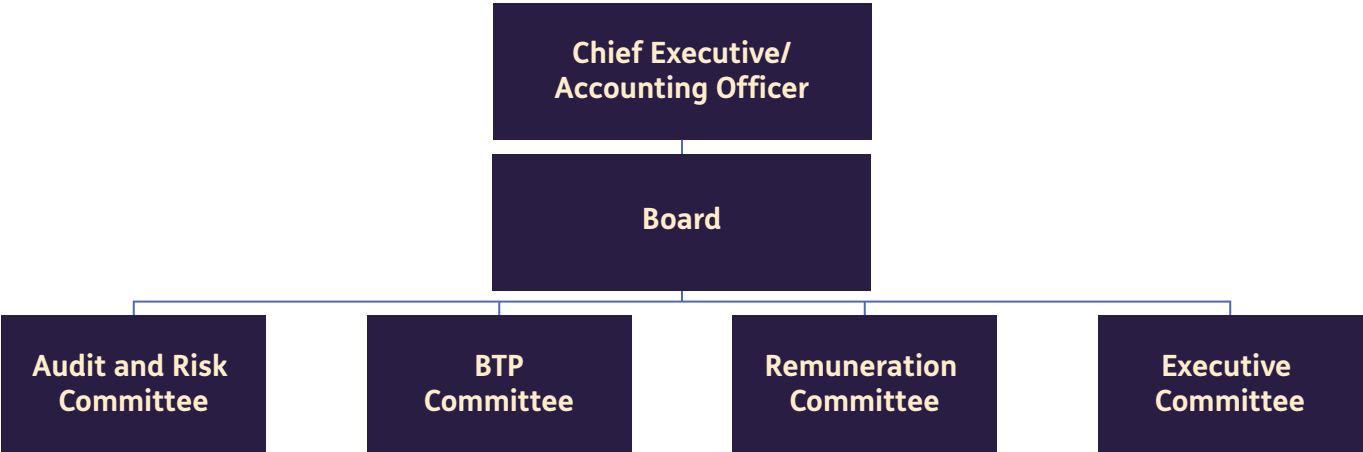 Chief Executive/
Accounting Officer
Board
Audit and Risk
Committee
BTP
Committee
Remuneration
Committee
Executive
Committee